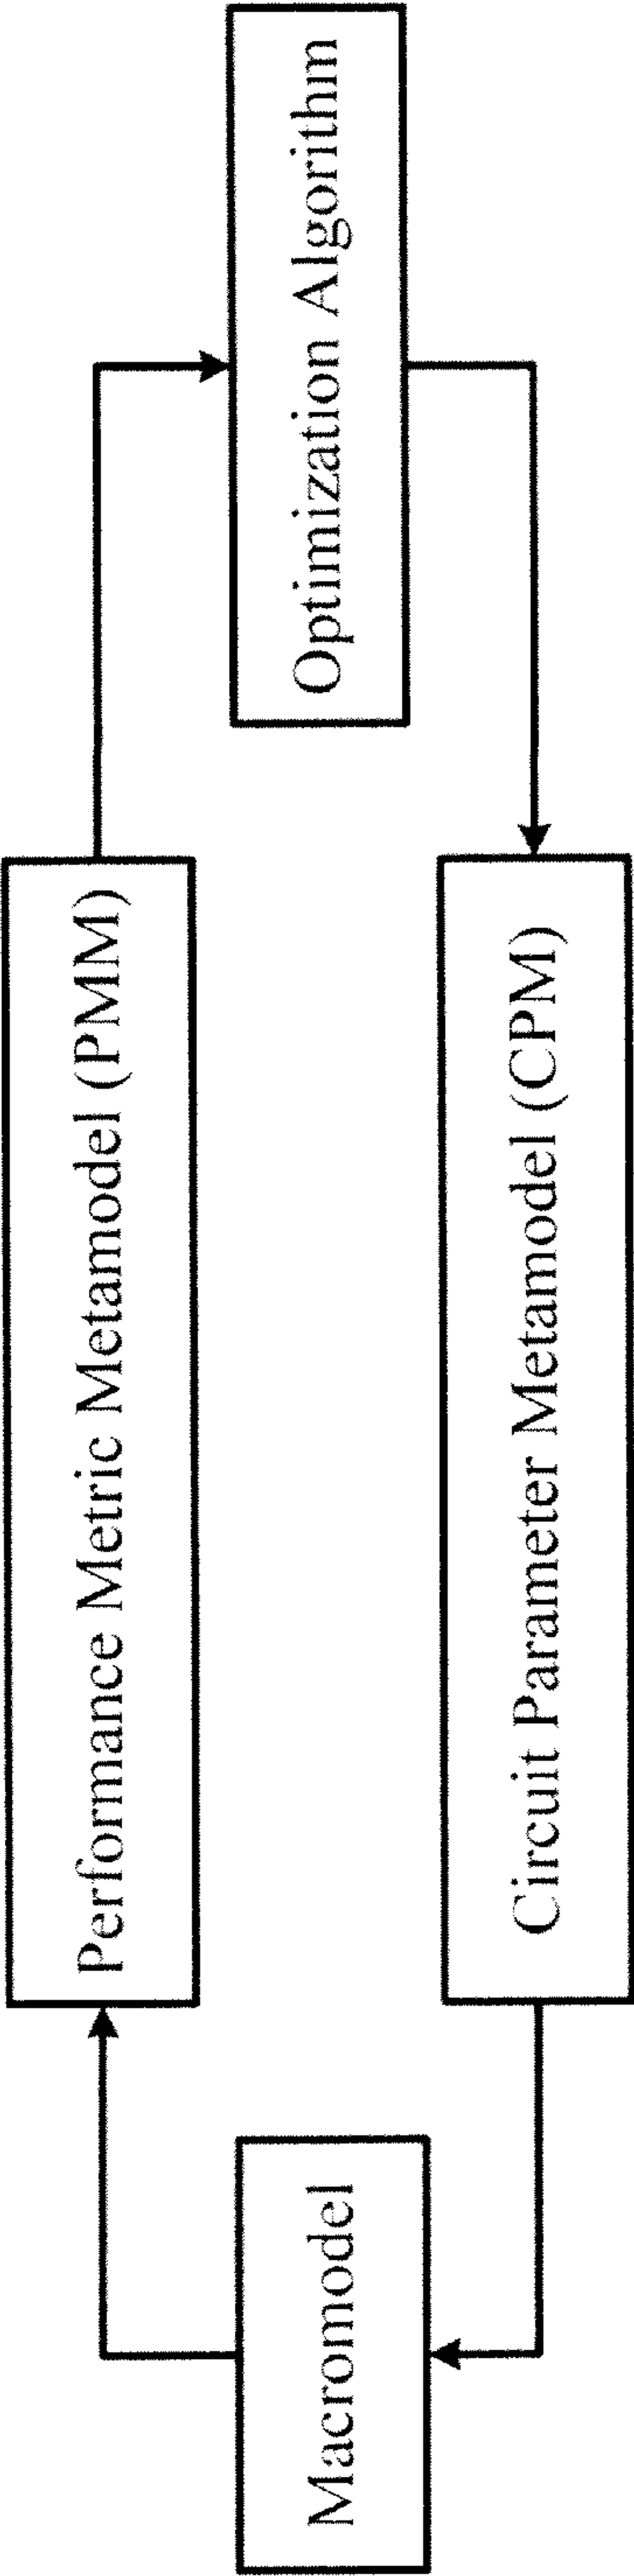 Performance Metric Metamodel (PMM)
Macromodel
Optimization Algorithm
Circuit Parameter Metamodel (CPM)